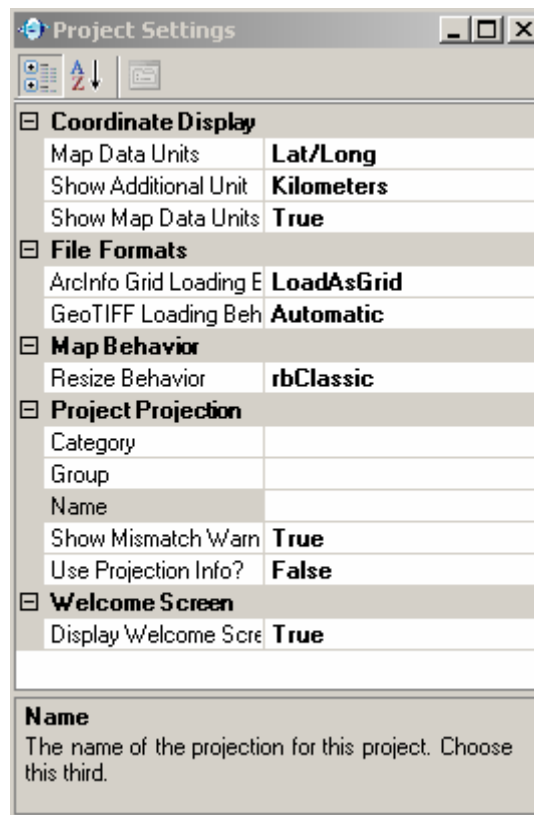 Project Settings
Coordinate Display
Map Data Units Lat/Long
Show Additional Unit Kilometers
Show Map Data Units True
File Formats
ArcInfo Grid Loading E LoadAsGrid
GeoTIFF Loading Beh Automatic
Map Behavior
Resize Behavior rbClassic
Project Projection
Category
Group
Name
Show Mismatch Warn True
Use Projection Info? False
Welcome Screen
Display Welcome Scre True
Name
The name of the projection for this project. Choose
this third.